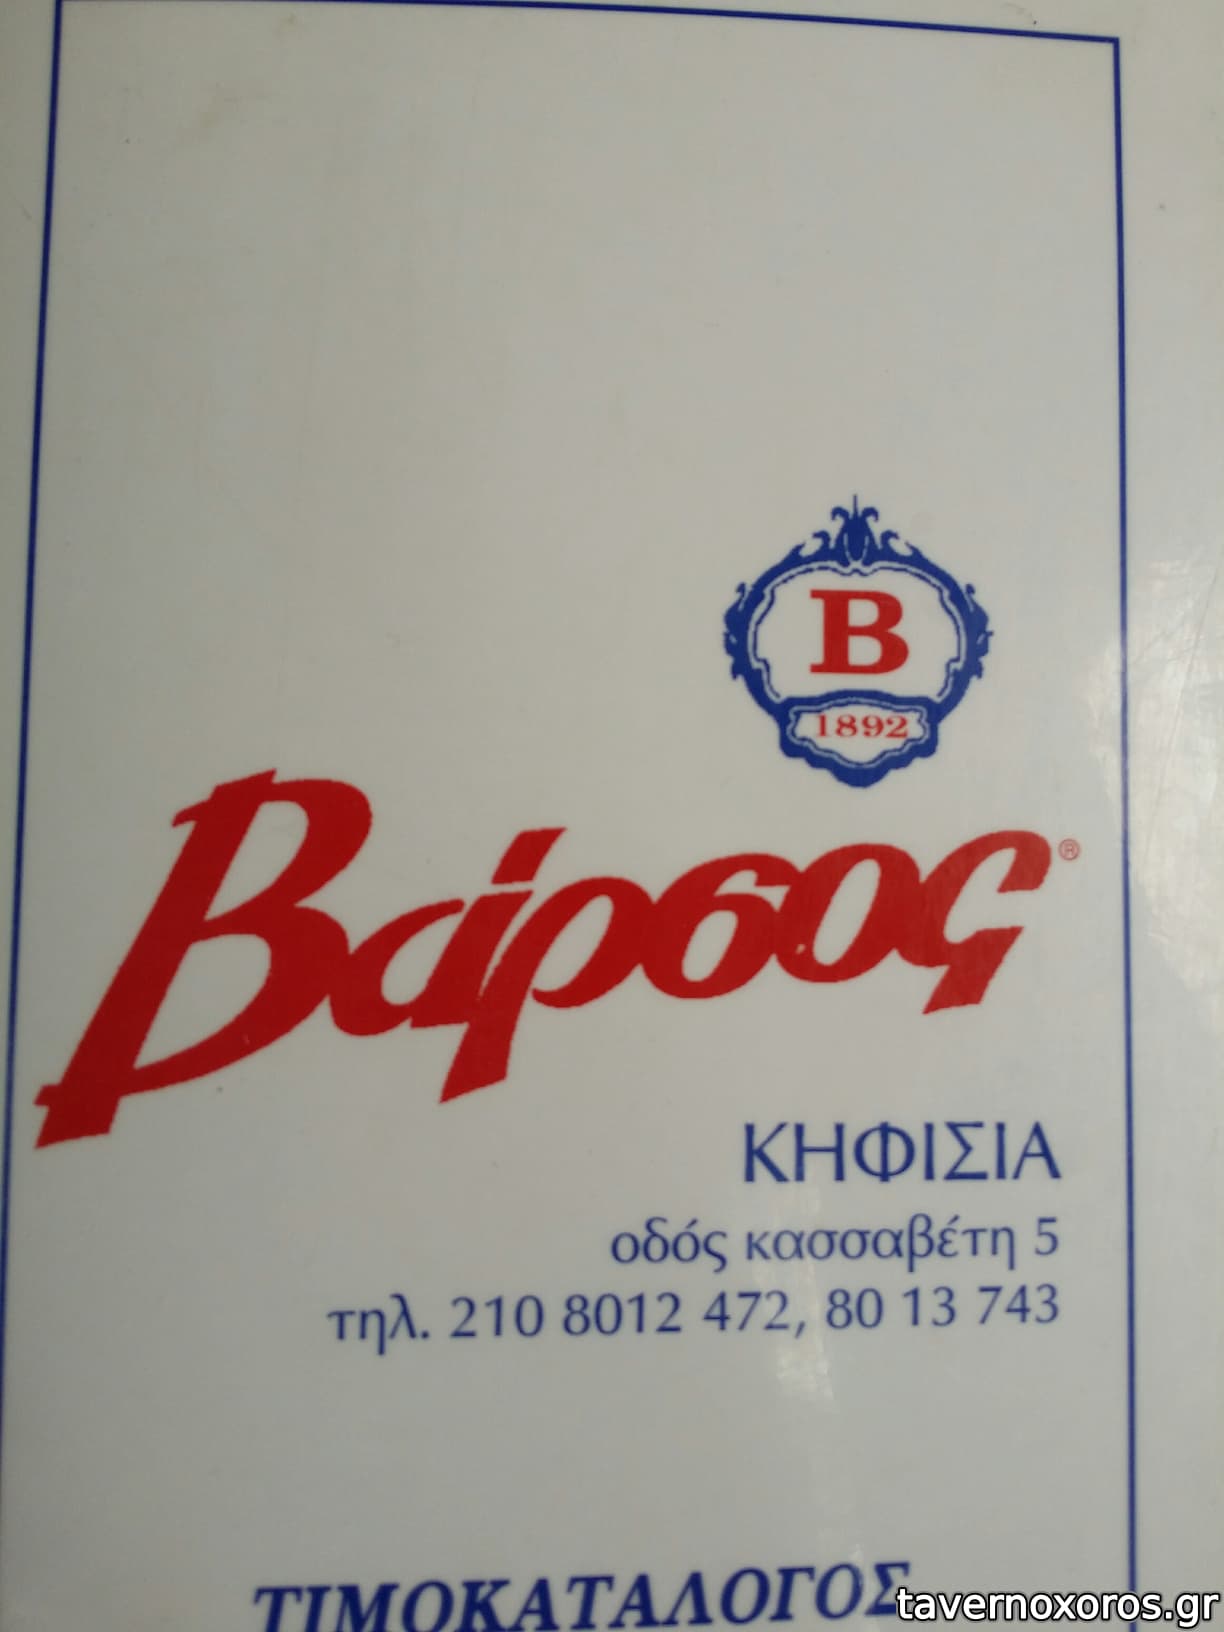 Β
1892
Βάρσος®
ΚΗΦΙΣΙΑ
οδός κασσαβέτη 5
τηλ. 210 8012 472, 80 13 743
ΤΙΜΟΚΑΤΑΛΟΓΟΣ
tavernoxoros.gr